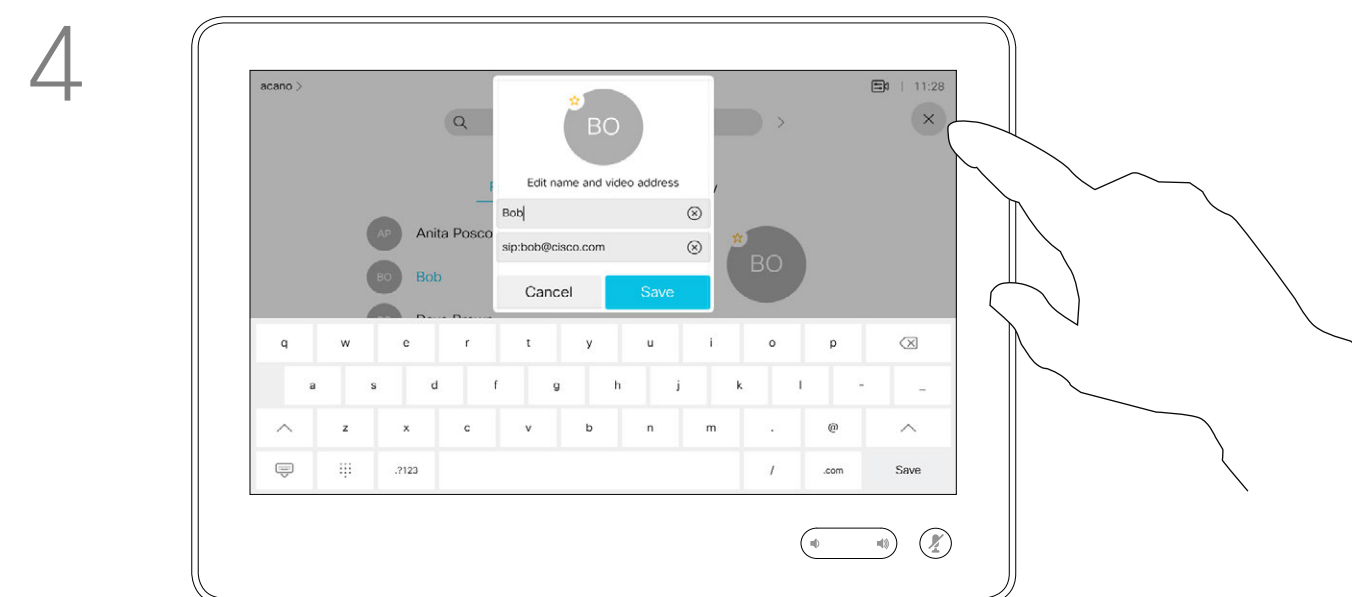 4
acano >
11:28
BO
Edit name and video address
Bob
sip:bob@cisco.com
Cancel
Save
AP
Anita Posco
BO
Bob
BO
q w e r t y u i o p
a s d f g h j k l - _
z x c v b n m . @
.?123 / .com Save